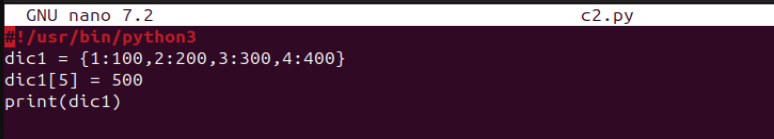 GNU nano 7.2 c2.py
#!/usr/bin/python3
dic1 = {1:100,2:200,3:300,4:400}
dic1[5] = 500
print(dic1)